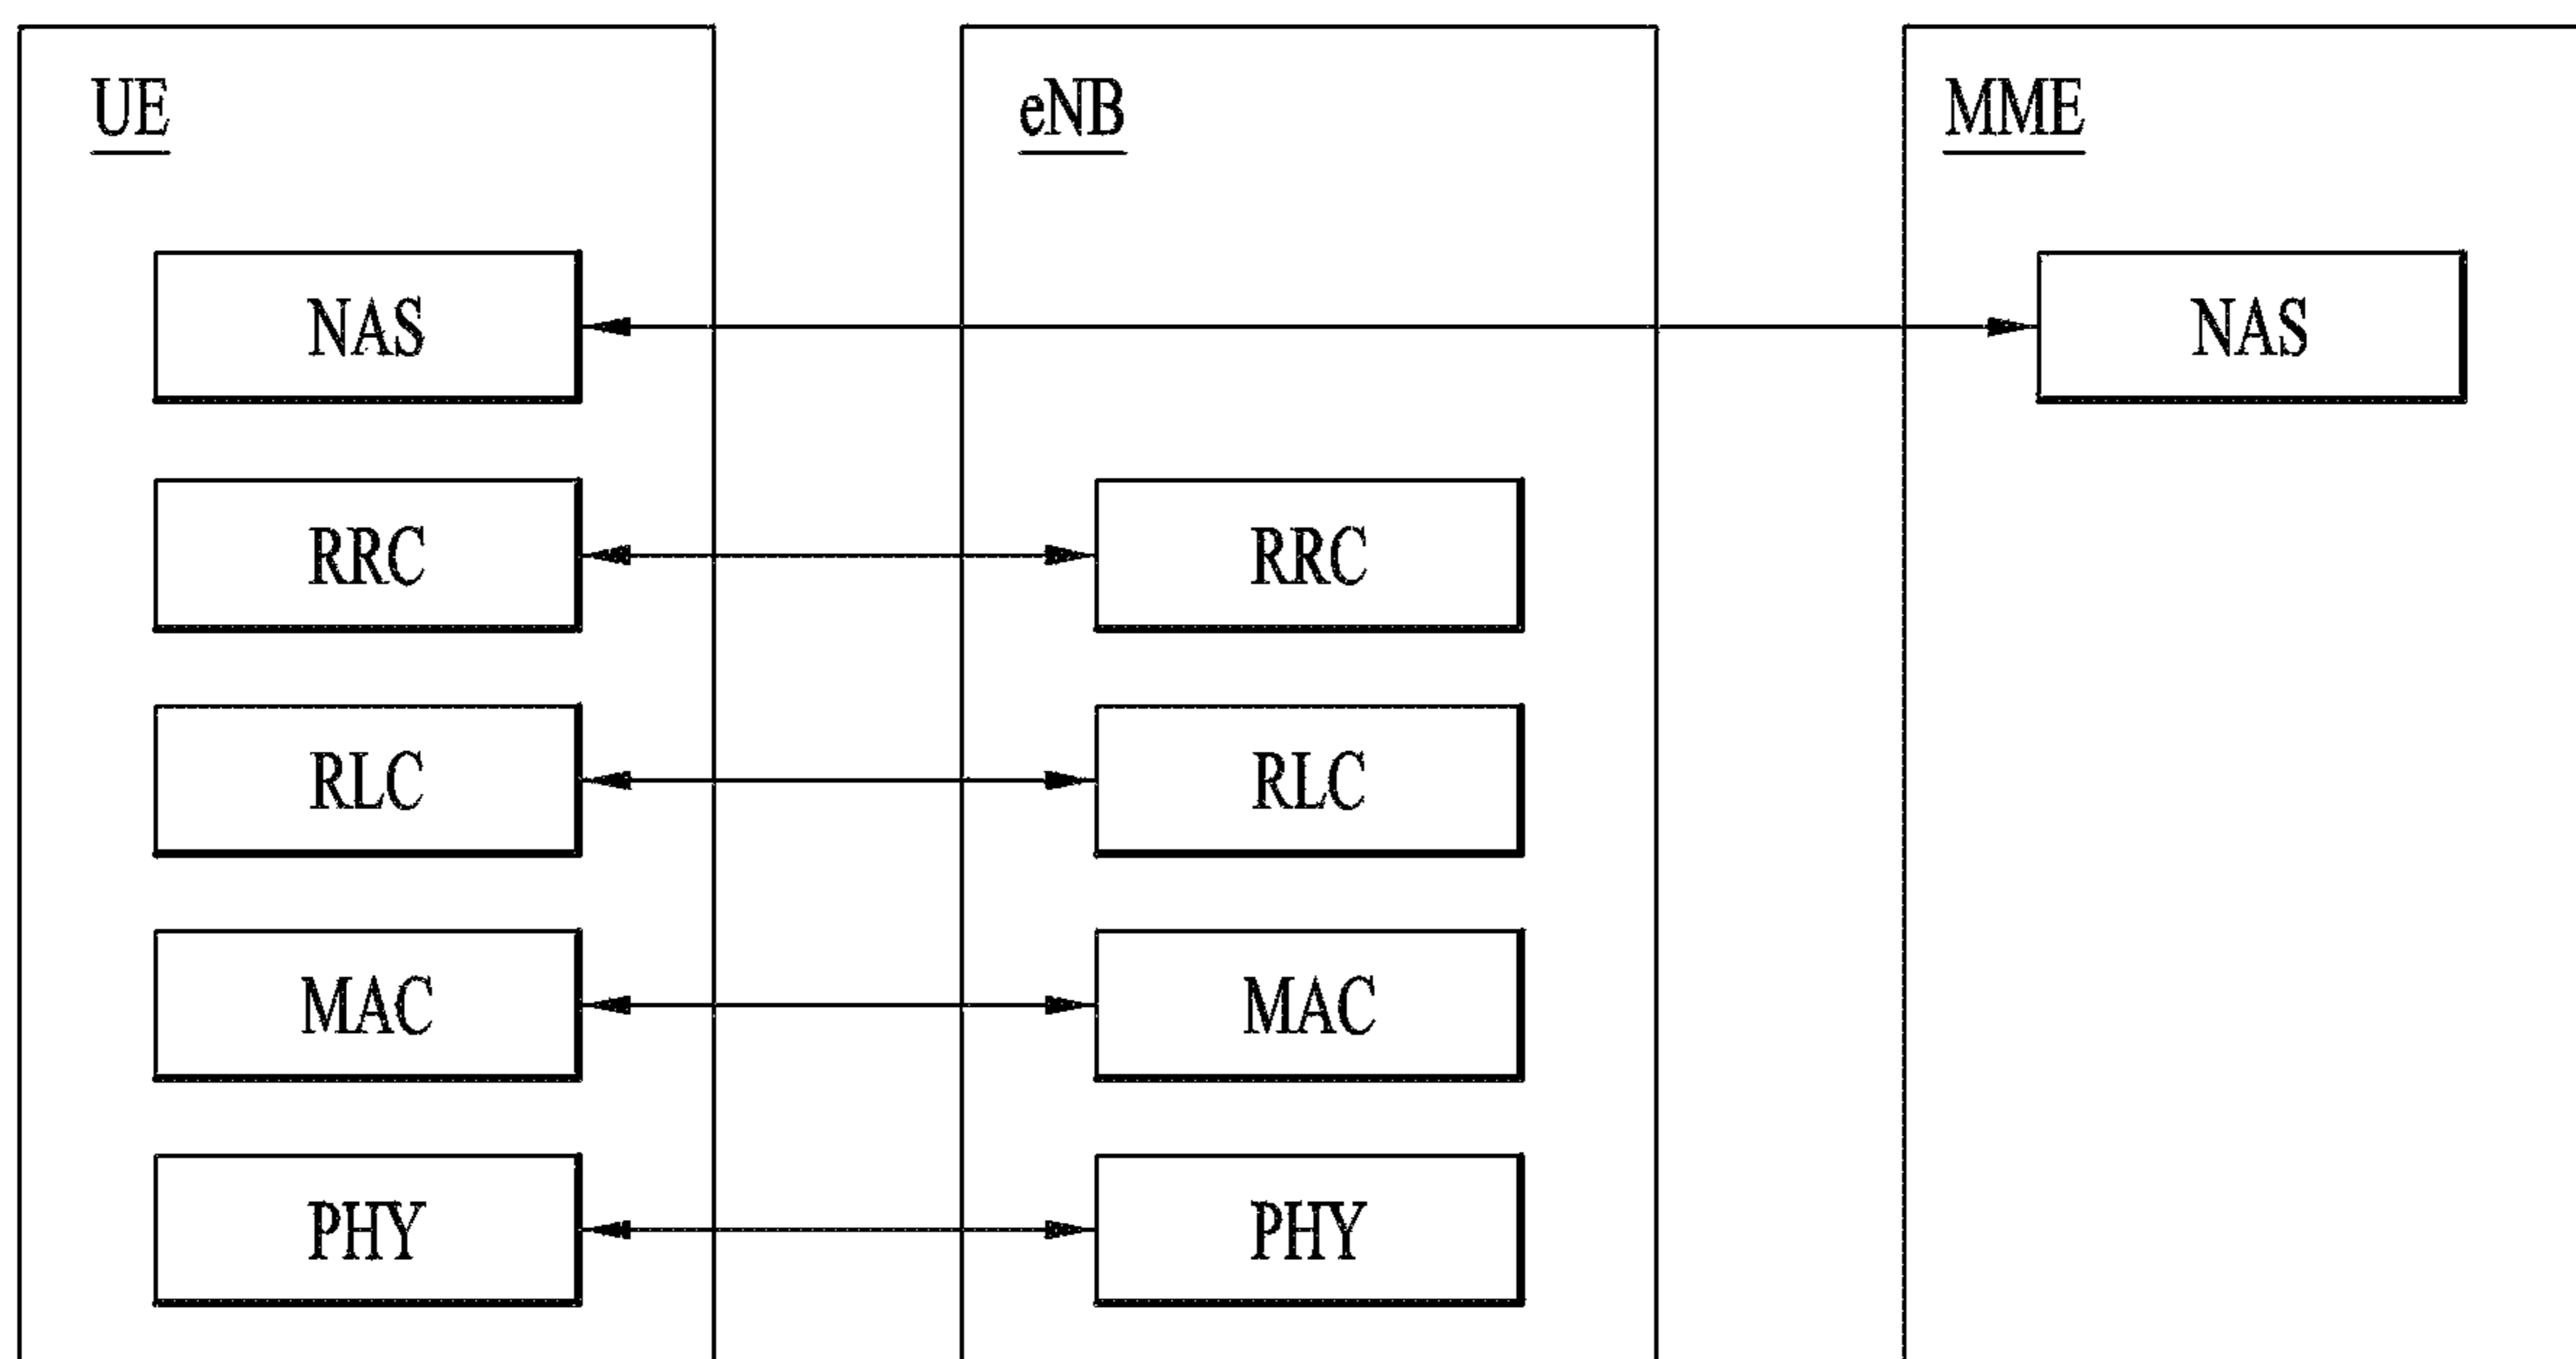 UE eNB MME
NAS NAS
RRC RRC
RLC RLC
MAC MAC
PHY PHY